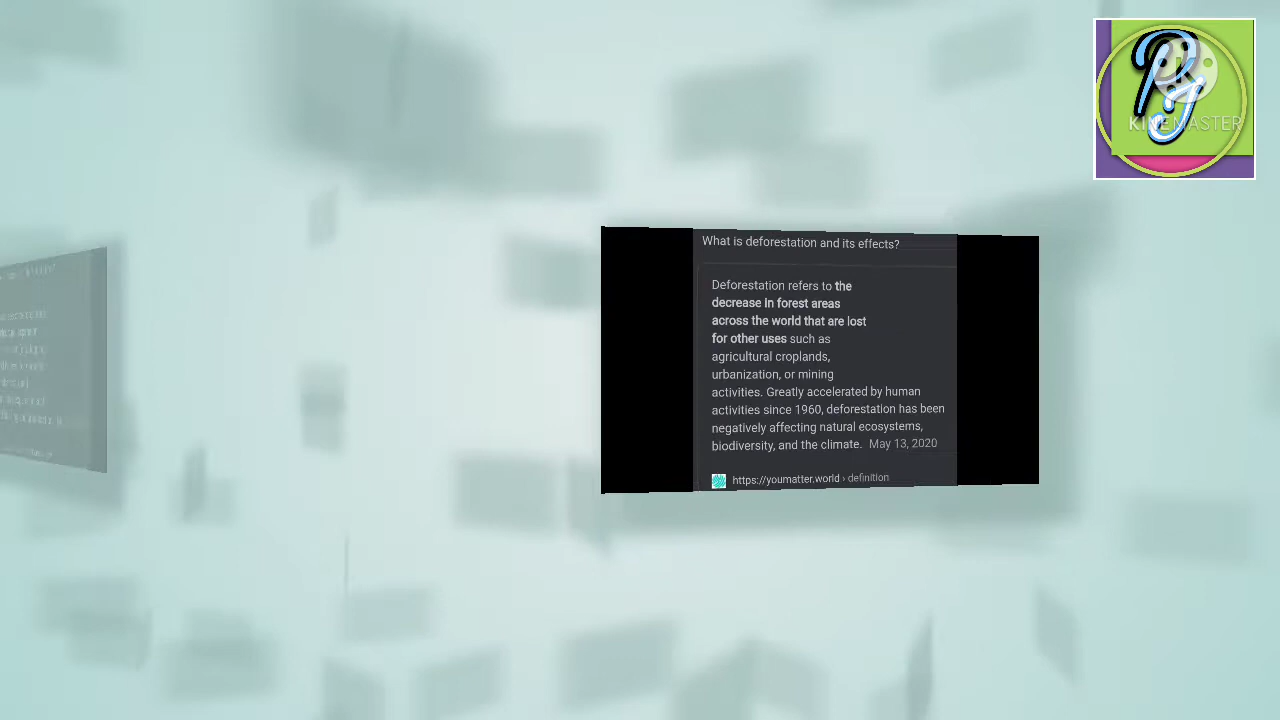 KINEMASTER
What is deforestation and its effects?
Deforestation refers to the
decrease in forest areas
across the world that are lost
for other uses such as
agricultural croplands,
urbanization, or mining
activities. Greatly accelerated by human
activities since 1960, deforestation has been
negatively affecting natural ecosystems,
biodiversity, and the climate. May 13, 2020
https://youmatter.world › definition